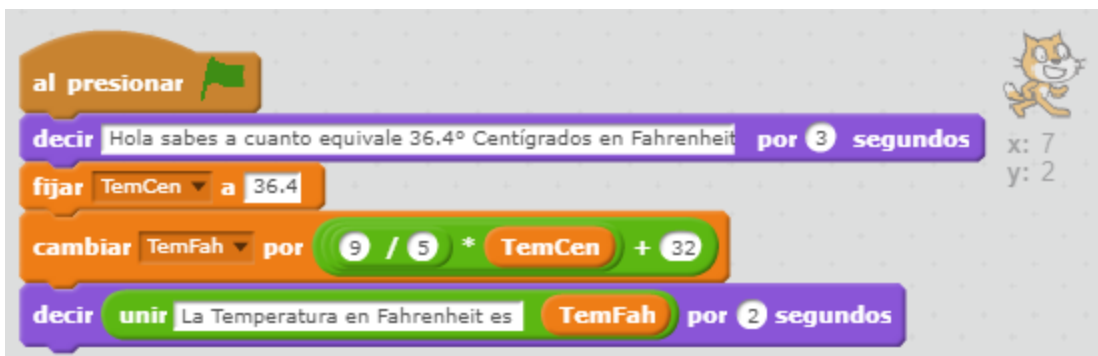 al presionar
decir Hola sabes a cuanto equivale 36.4° Centígrados en Fahrenheit por 3 segundos
x: 7
y: 2
fijar TemCen a 36.4
cambiar TemFah por 9 / 5 * TemCen + 32
decir unir La Temperatura en Fahrenheit es TemFah por 2 segundos